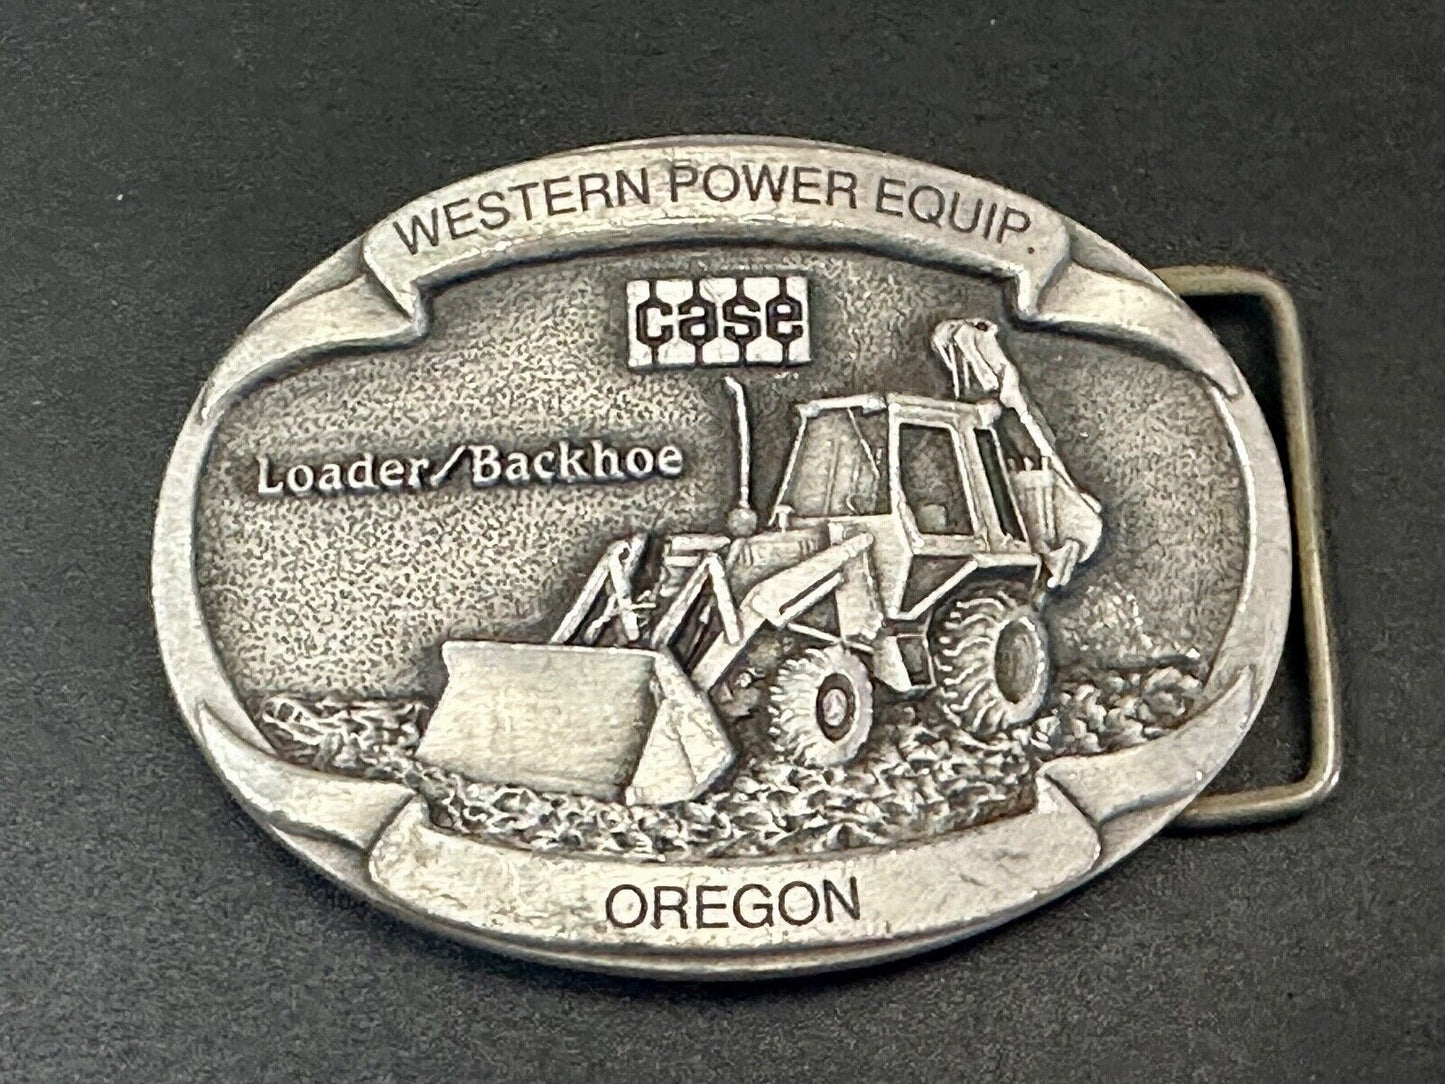 WESTERN POWER EQUIP.
case
Loader/Backhoe
OREGON